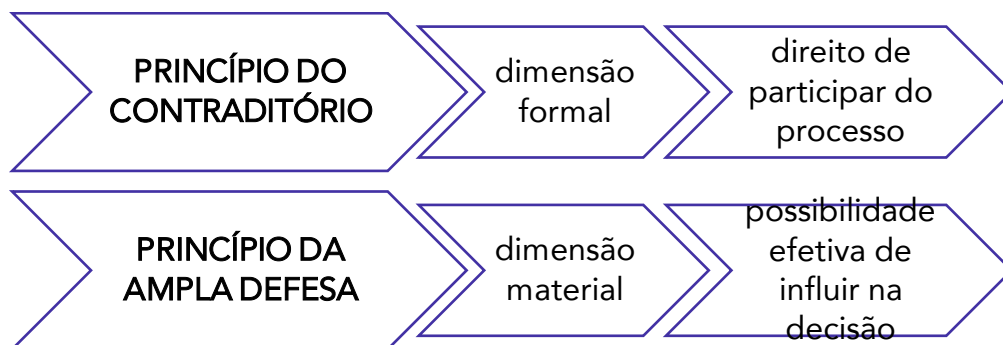 PRINCÍPIO DO
CONTRADITÓRIO
dimensão
formal
direito de
participar do
processo
PRINCÍPIO DA
AMPLA DEFESA
dimensão
material
possibilidade
efetiva de
influir na
decisão